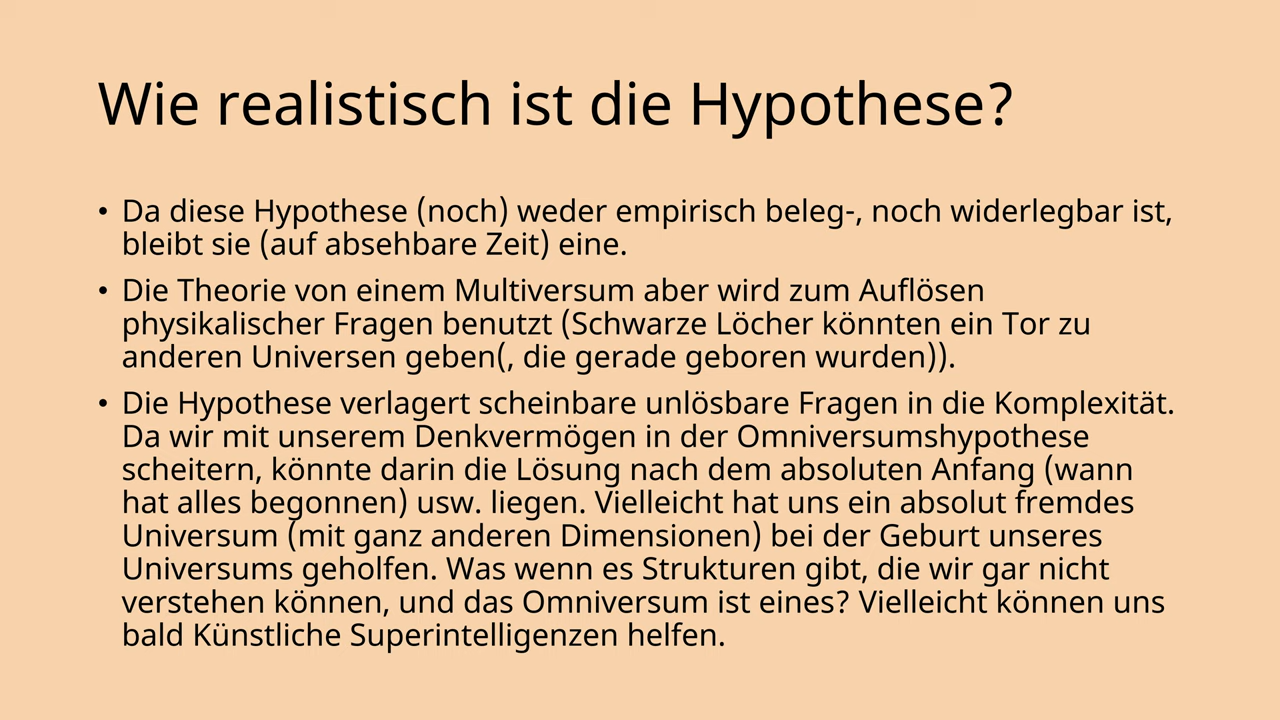 Wie realistisch ist die Hypothese?
• Da diese Hypothese (noch) weder empirisch beleg-, noch widerlegbar ist,
bleibt sie (auf absehbare Zeit) eine.
• Die Theorie von einem Multiversum aber wird zum Auflösen
physikalischer Fragen benutzt (Schwarze Löcher könnten ein Tor zu
anderen Universen geben(, die gerade geboren wurden)).
• Die Hypothese verlagert scheinbare unlösbare Fragen in die Komplexität.
Da wir mit unserem Denkvermögen in der Omniversumshypothese
scheitern, könnte darin die Lösung nach dem absoluten Anfang (wann
hat alles begonnen) usw. liegen. Vielleicht hat uns ein absolut fremdes
Universum (mit ganz anderen Dimensionen) bei der Geburt unseres
Universums geholfen. Was wenn es Strukturen gibt, die wir gar nicht
verstehen können, und das Omniversum ist eines? Vielleicht können uns
bald Künstliche Superintelligenzen helfen.